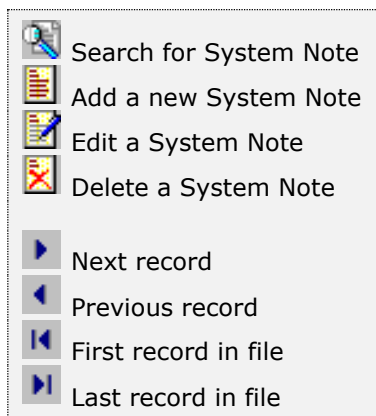 Search for System Note
Add a new System Note
Edit a System Note
Delete a System Note
Next record
Previous record
First record in file
Last record in file